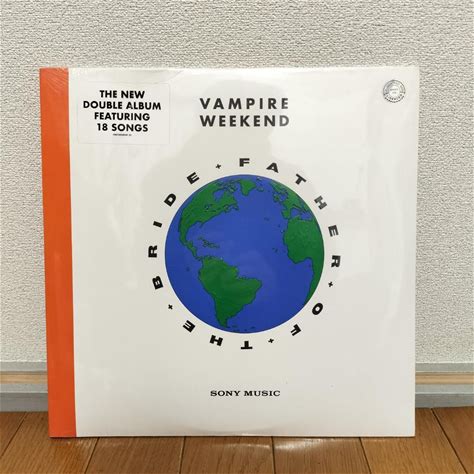 THE NEW
DOUBLE ALBUM
FEATURING
18 SONGS
VAMPIRE
WEEKEND
FATHER + OF + THE + BRIDE +
SONY MUSIC